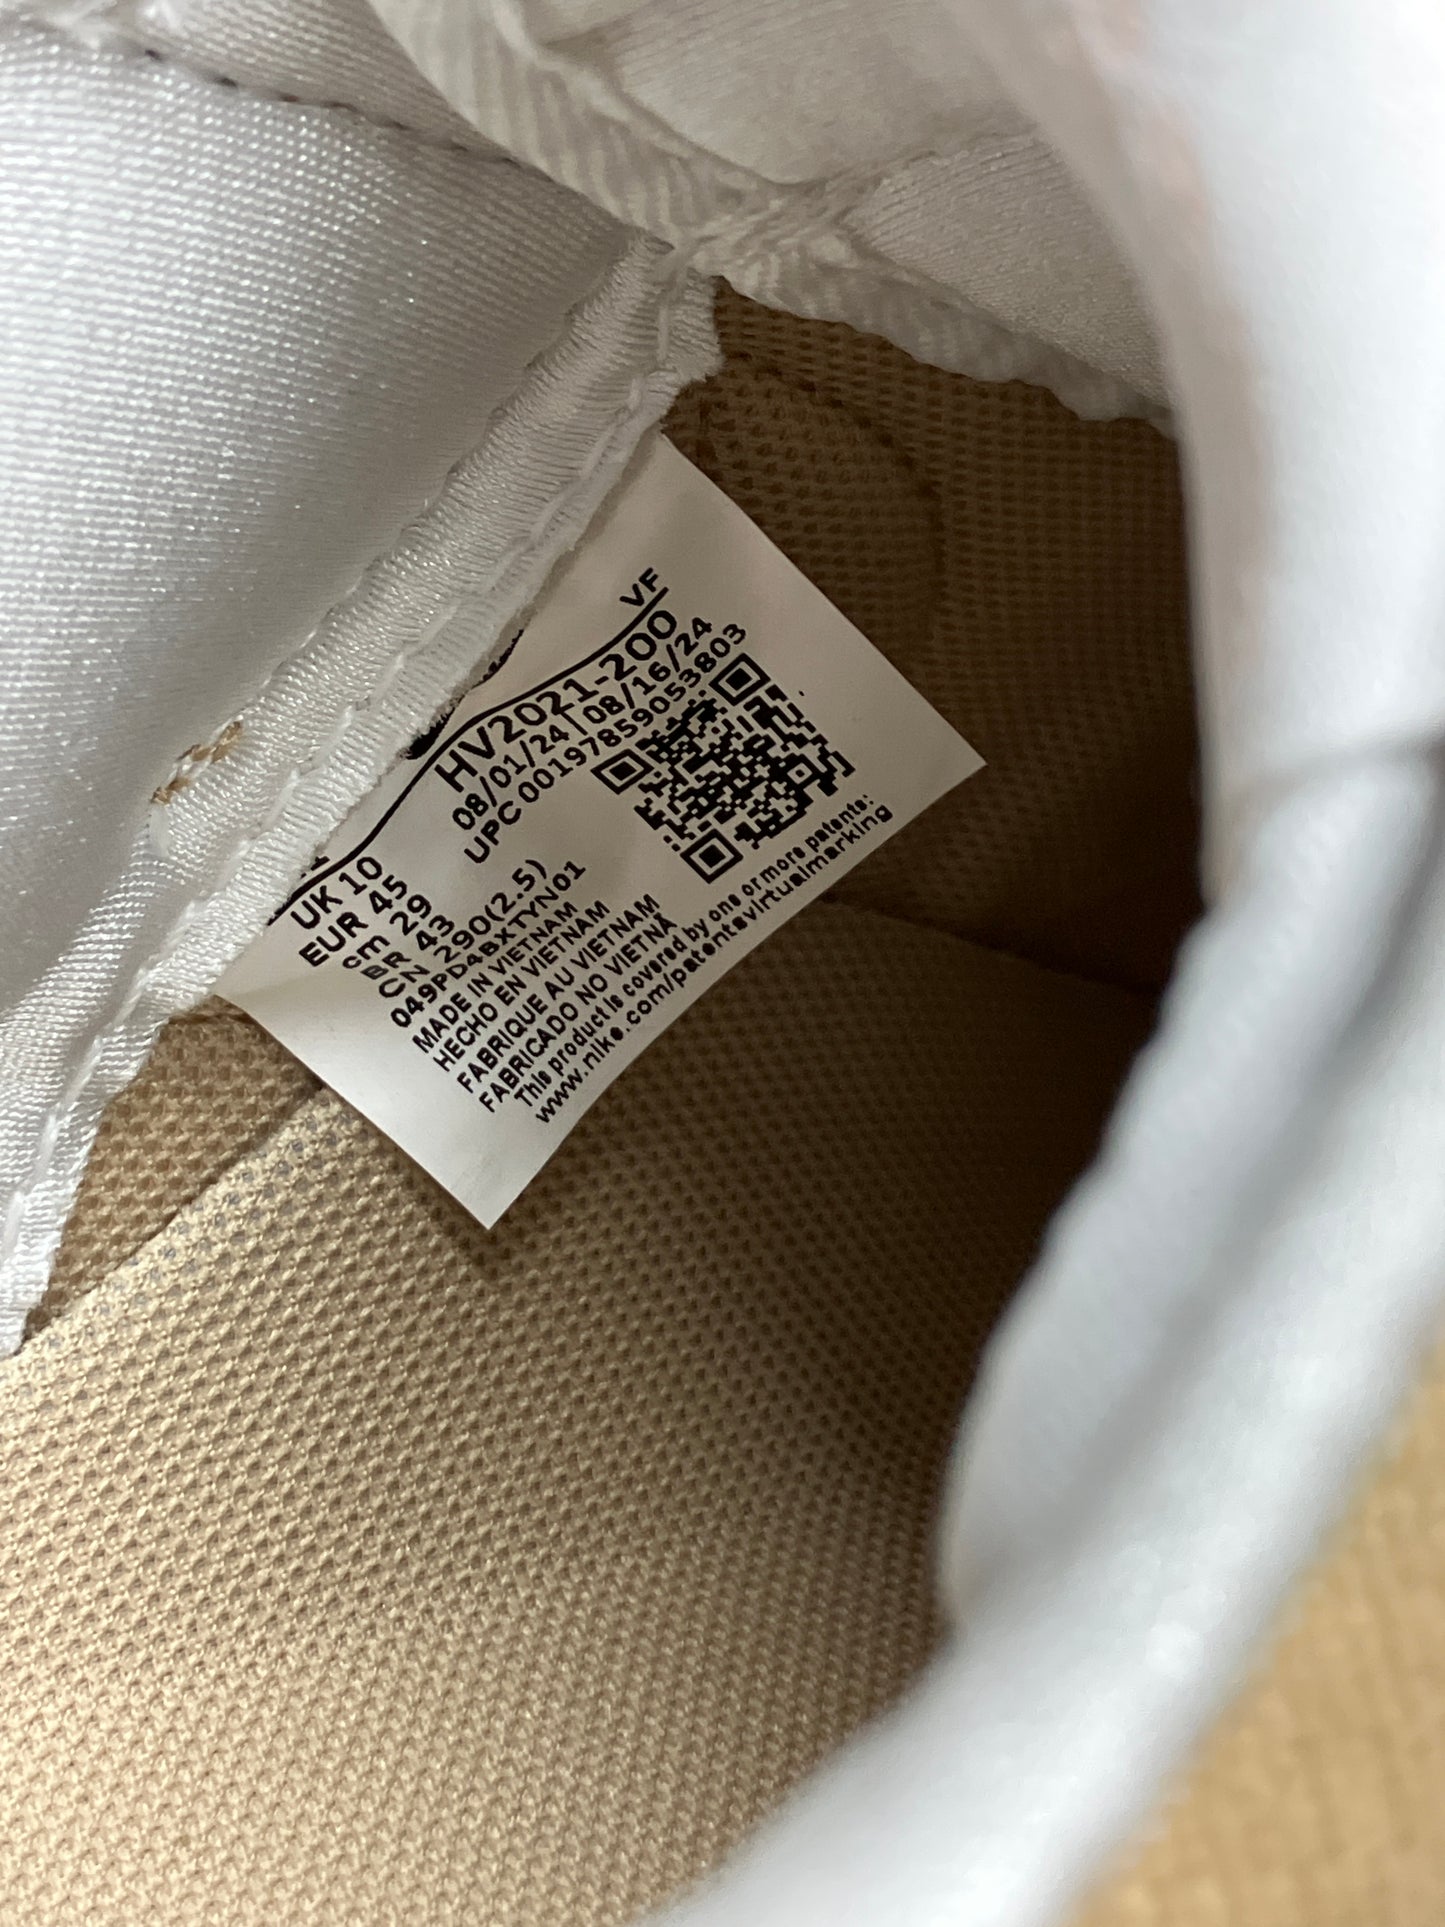 VF
HV2021-200
08/01/24 | 08/16/24
UPC 00197859053803
UK 10
EUR 45
cm 29
BR 43
CN 290(2.5)
049PD4BXTYN01
MADE IN VIETNAM
HECHO EN VIETNAM
FABRIQUE AU VIETNAM
FABRICADO NO VIETNÃ
This product is covered by one or more patents:
www.nike.com/patentsvirtualmarking